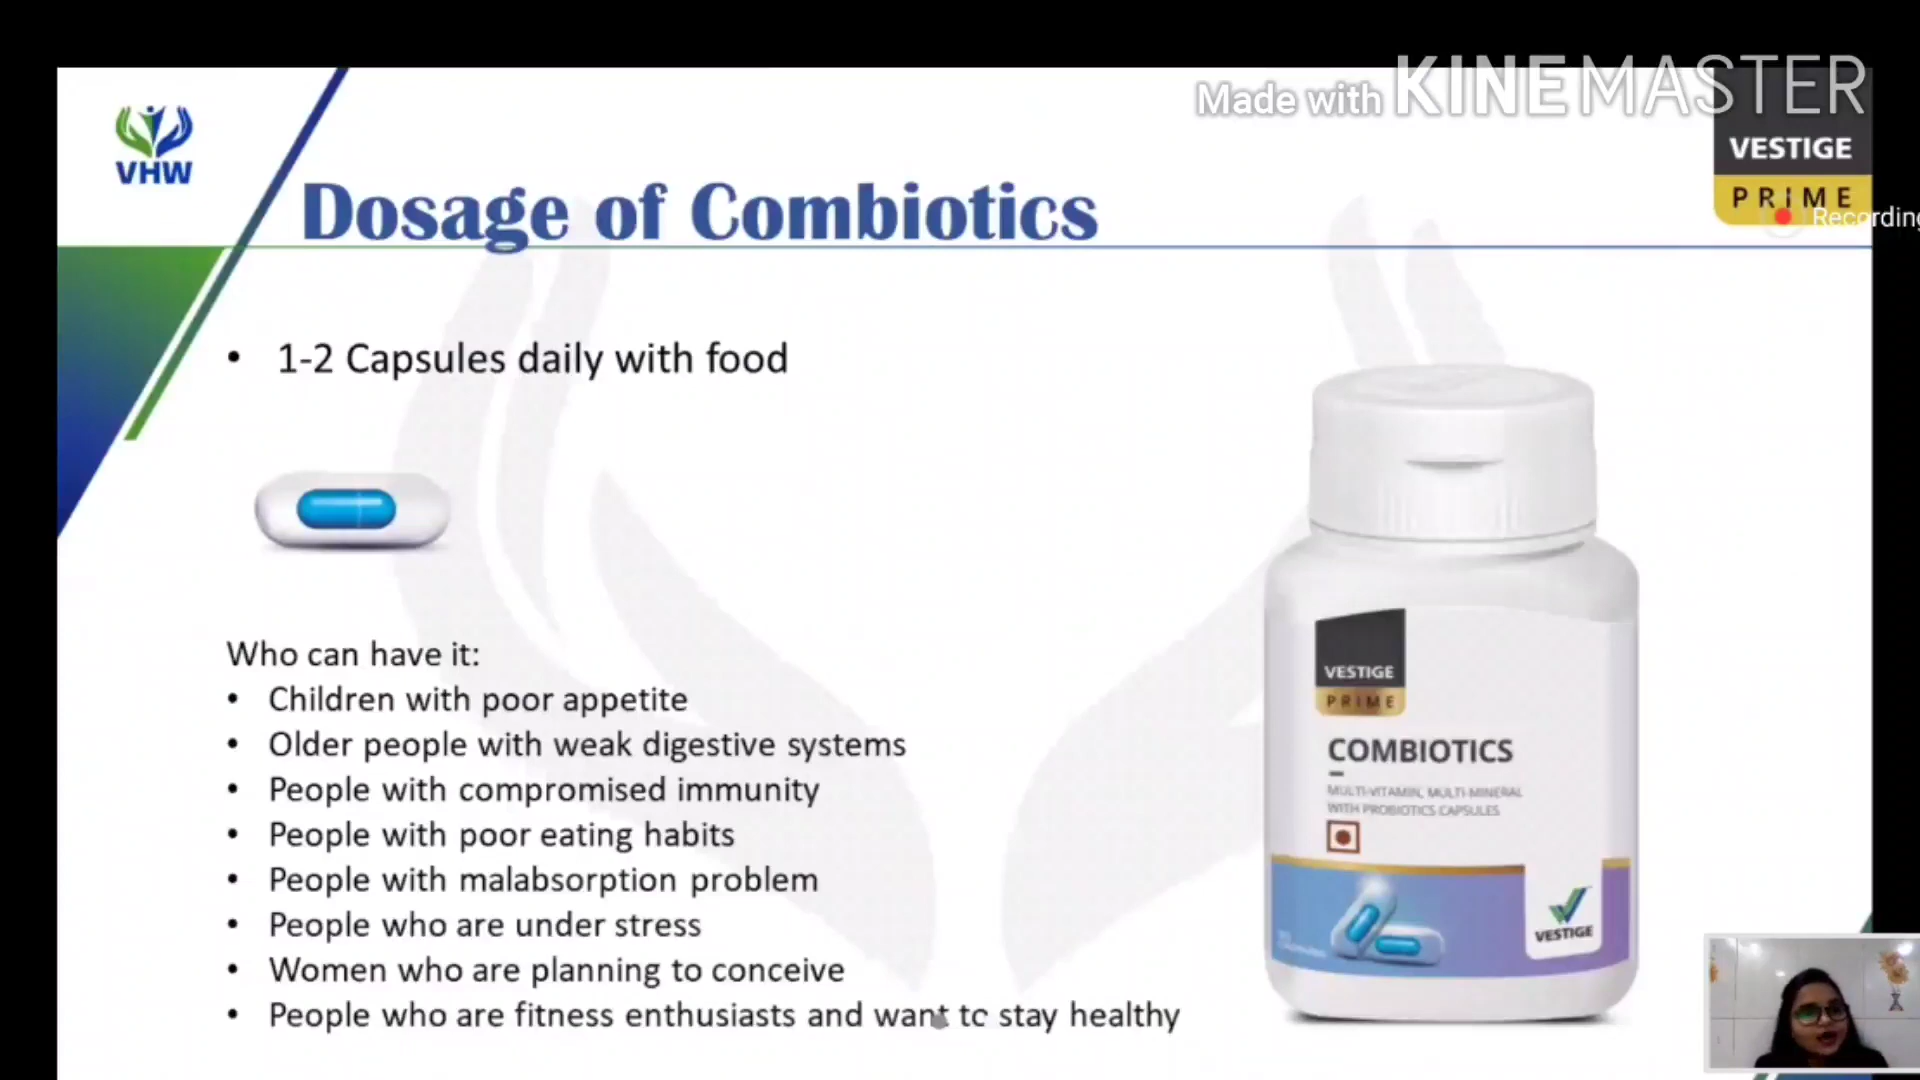 Made with KINEMASTER
VHW
VESTIGE
PRIME
Recording
Dosage of Combiotics
• 1-2 Capsules daily with food
Who can have it:
• Children with poor appetite
• Older people with weak digestive systems
• People with compromised immunity
• People with poor eating habits
• People with malabsorption problem
• People who are under stress
• Women who are planning to conceive
• People who are fitness enthusiasts and want to stay healthy
VESTIGE
PRIME
COMBIOTICS
MULTI-VITAMIN, MULTI-MINERAL
WITH PROBIOTICS CAPSULES
VESTIGE